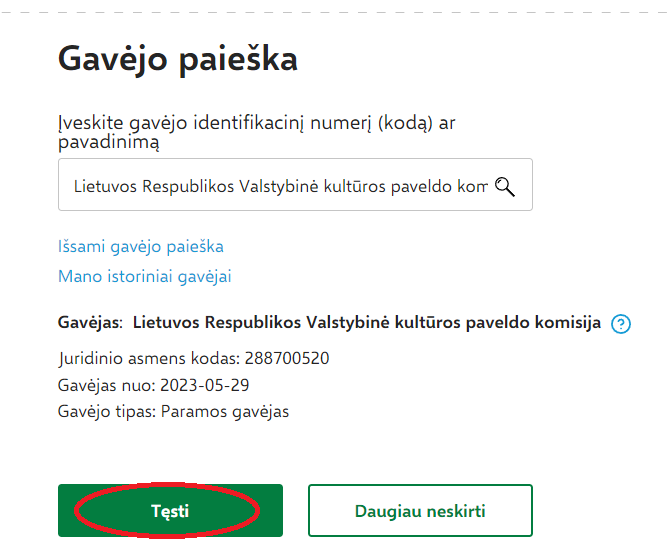 Gavėjo paieška
Įveskite gavėjo identifikacinį numerį (kodą) ar
pavadinimą
Lietuvos Respublikos Valstybinė kultūros paveldo kom
Išsami gavėjo paieška
Mano istoriniai gavėjai
Gavėjas: Lietuvos Respublikos Valstybinė kultūros paveldo komisija ?
Juridinio asmens kodas: 288700520
Gavėjas nuo: 2023-05-29
Gavėjo tipas: Paramos gavėjas
Tęsti Daugiau neskirti